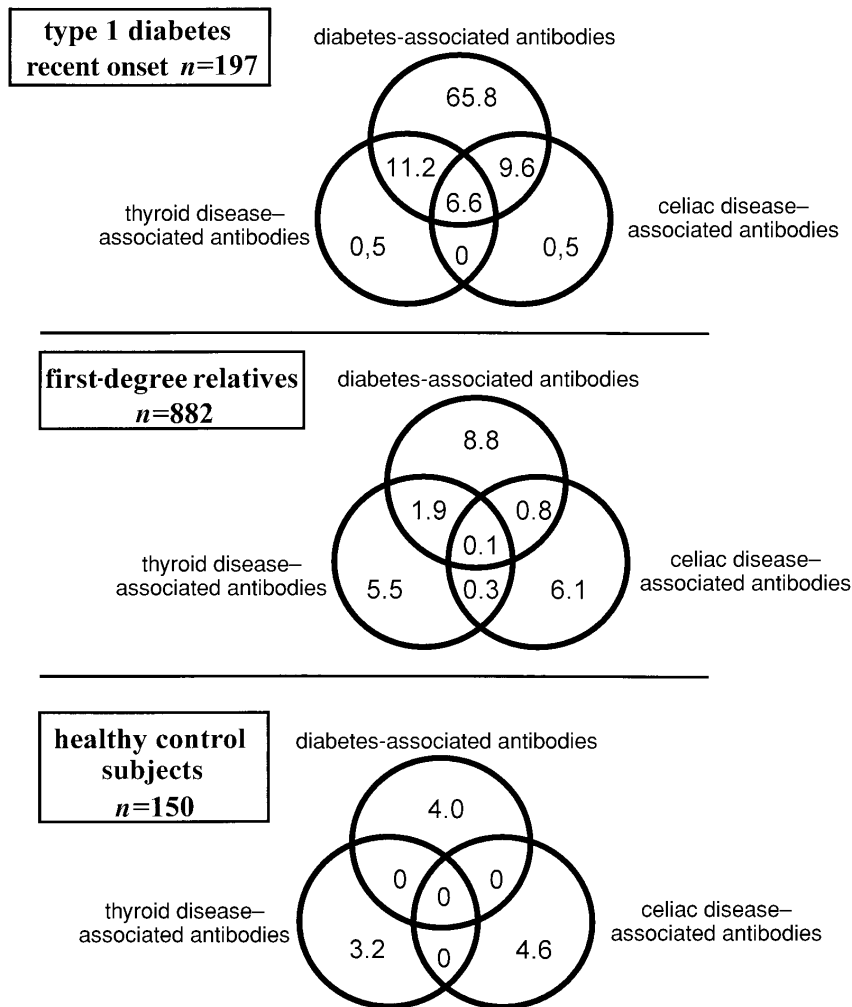 type 1 diabetes
recent onset n=197
diabetes-associated antibodies
65.8
11.2
9.6
6.6
thyroid disease–
associated antibodies
celiac disease–
associated antibodies
0,5
0
0,5
first-degree relatives
n=882
diabetes-associated antibodies
8.8
1.9
0.8
0.1
thyroid disease–
associated antibodies
celiac disease–
associated antibodies
5.5
0.3
6.1
healthy control
subjects
n=150
diabetes-associated antibodies
4.0
0
0
0
thyroid disease–
associated antibodies
celiac disease–
associated antibodies
3.2
0
4.6